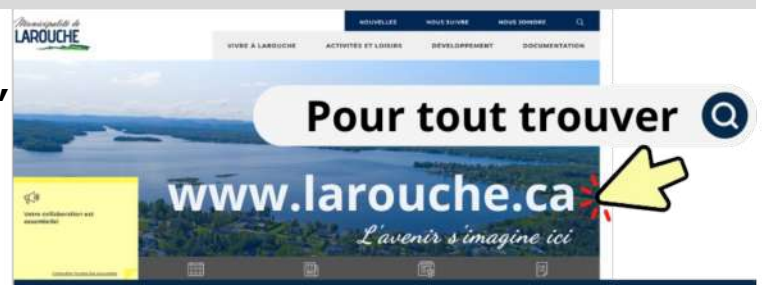 Municipalité de
LAROUCHE
NOUVELLES
NOUS SUIVRE
NOUS JOINDRE
VIVRE À LAROUCHE
ACTIVITÉS ET LOISIRS
DÉVELOPPEMENT
DOCUMENTATION
Pour tout trouver
www.larouche.ca
L'avenir s'imagine ici
Votre collaboration est
essentielle!